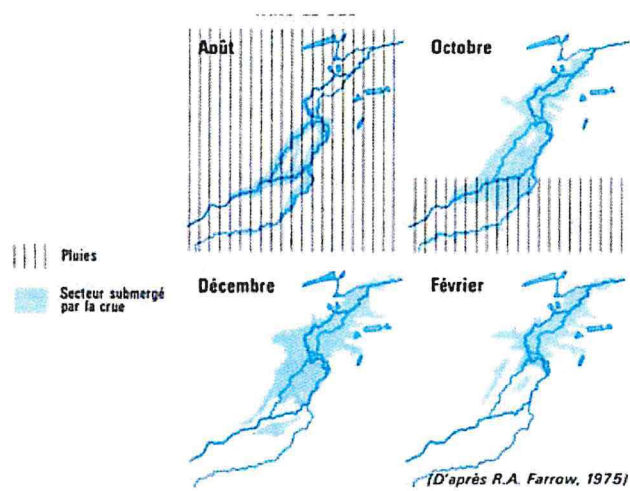 Août
Octobre
Pluies
Secteur submergé
par la crue
Décembre
Février
(D'après R.A. Farrow, 1975)